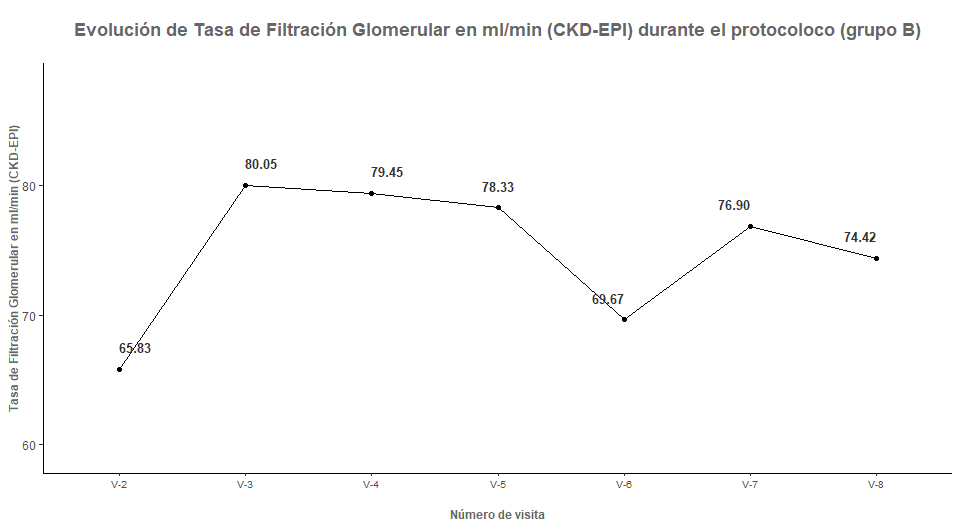 Evolución de Tasa de Filtración Glomerular en ml/min (CKD-EPI) durante el protocoloco (grupo B)
Tasa de Filtración Glomerular en ml/min (CKD-EPI)
80
70
60
65.83
80.05
79.45
78.33
69.67
76.90
74.42
V-2
V-3
V-4
V-5
V-6
V-7
V-8
Número de visita